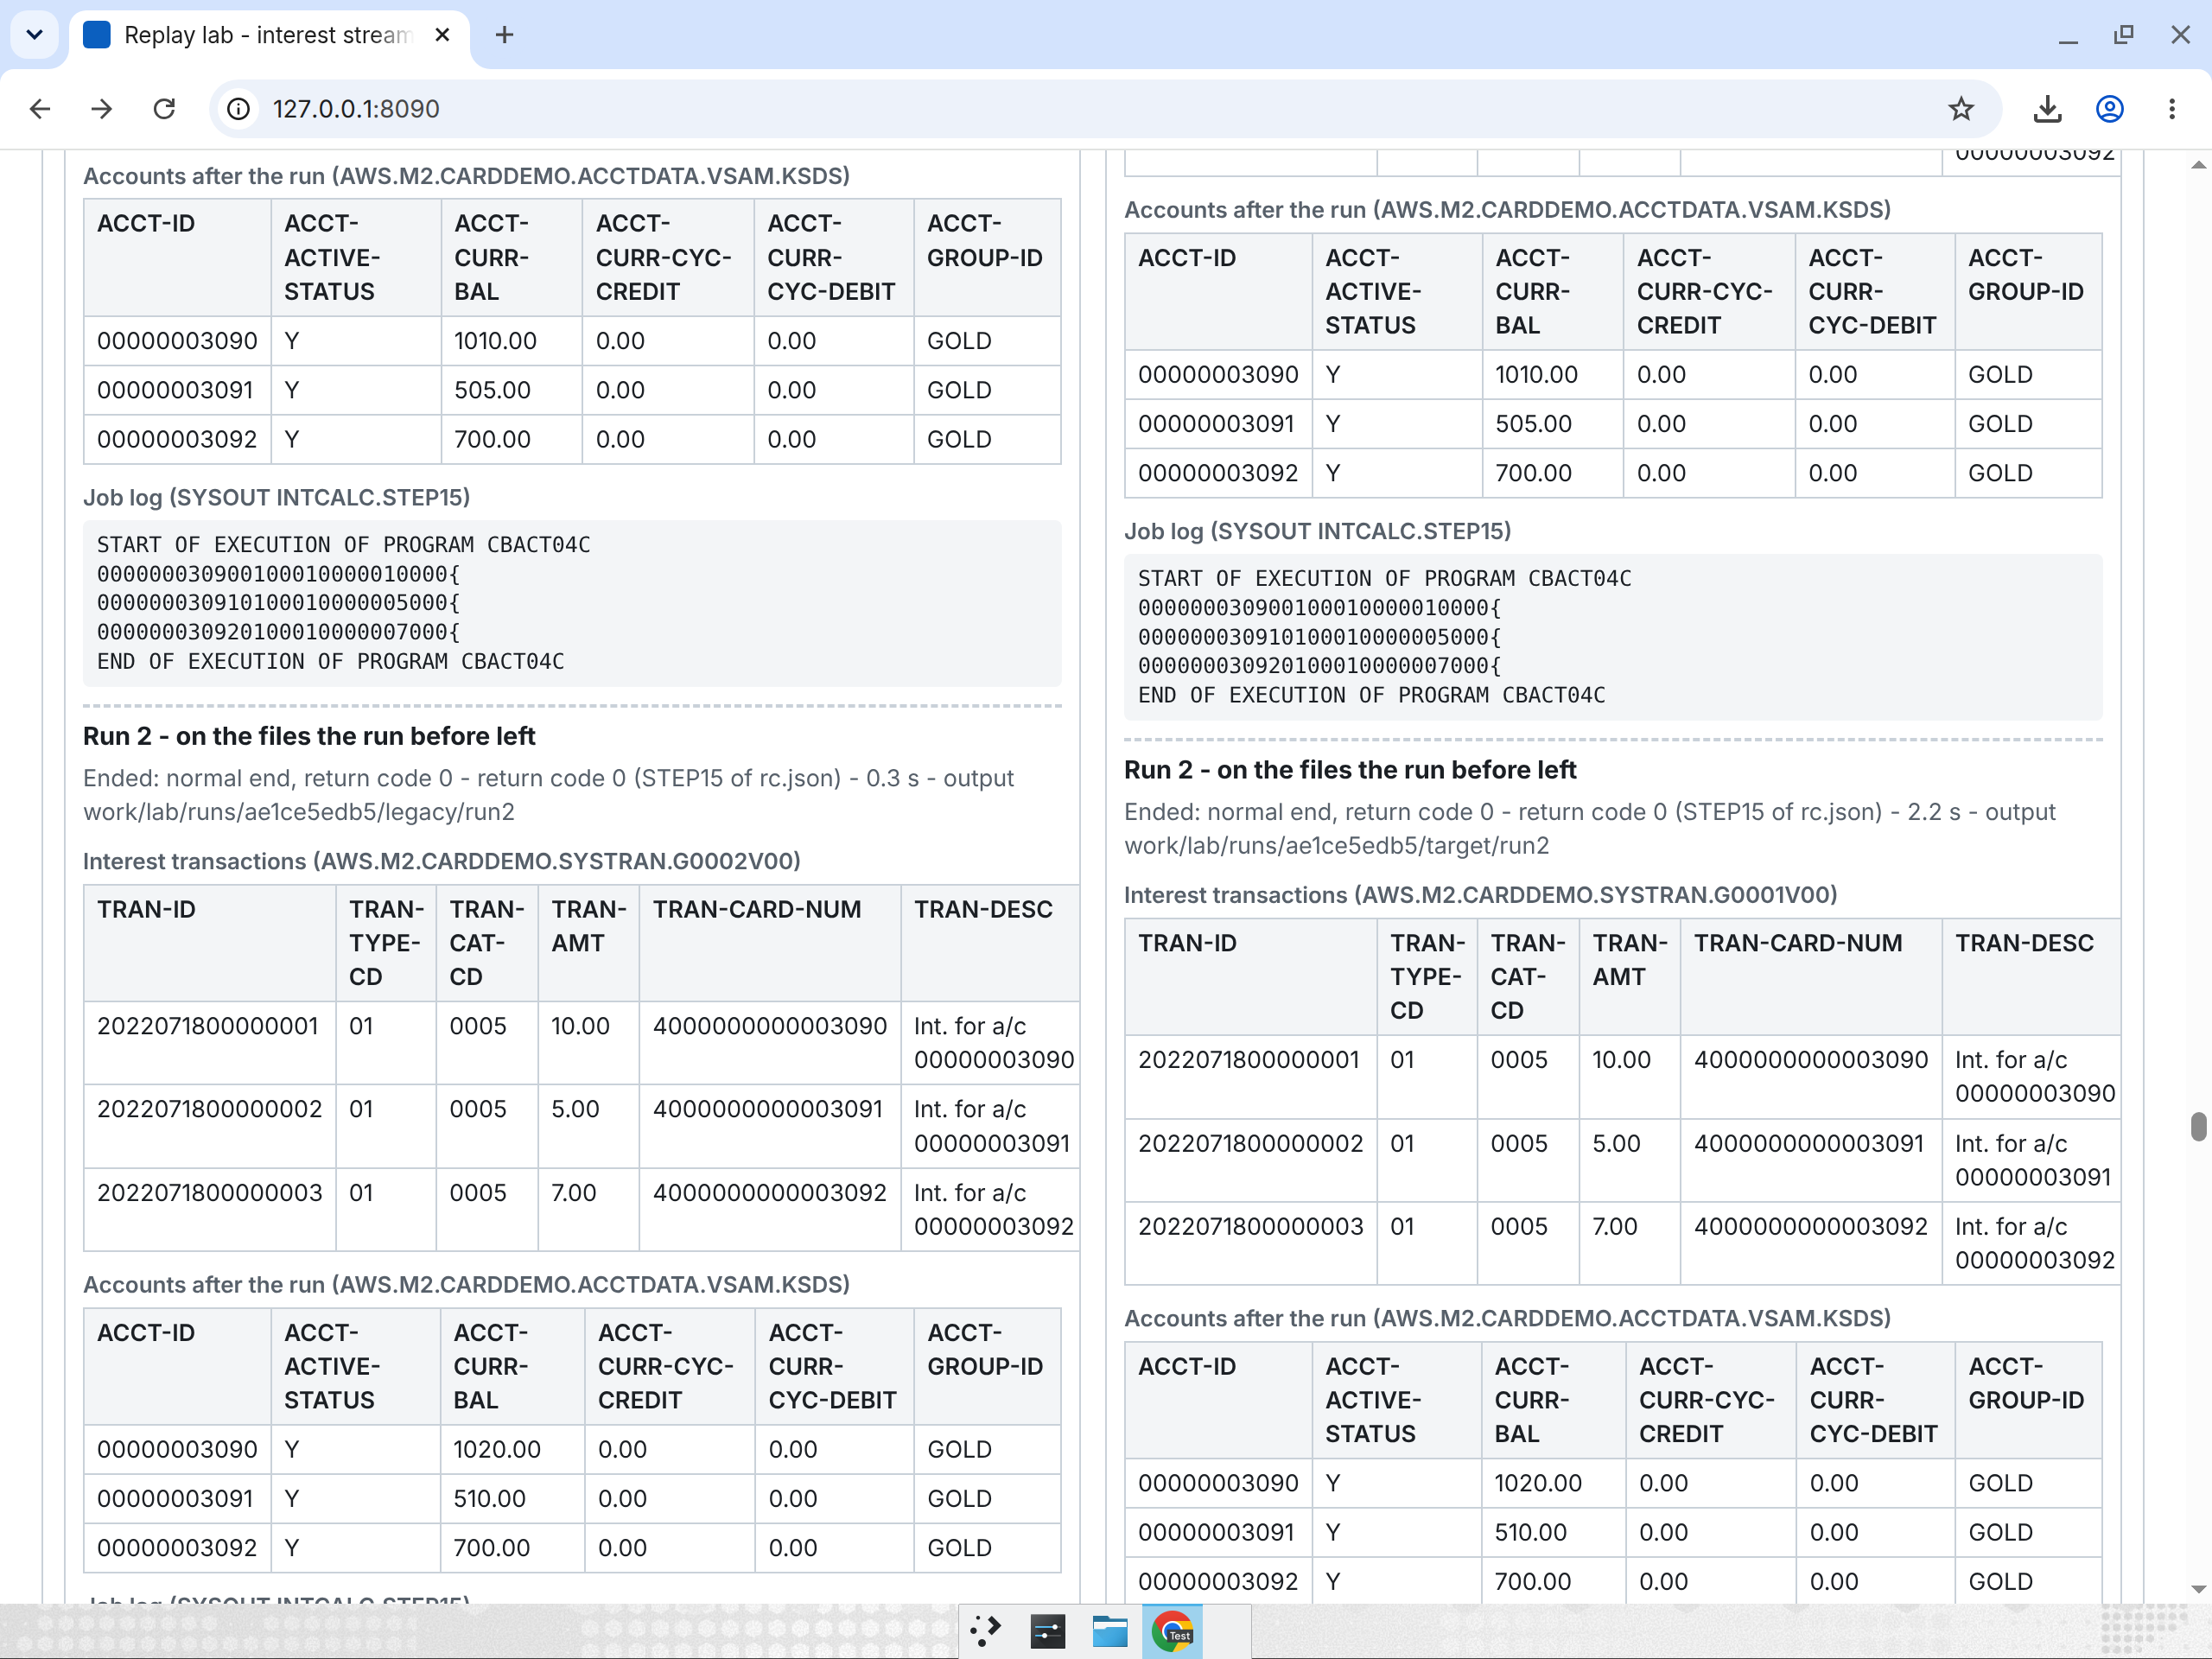 Replay lab - interest stream
127.0.0.1:8090
Accounts after the run (AWS.M2.CARDDEMO.ACCTDATA.VSAM.KSDS)
ACCT-ID ACCT-ACTIVE-STATUS ACCT-CURR-BAL ACCT-CURR-CYC-CREDIT ACCT-CURR-CYC-DEBIT ACCT-GROUP-ID
00000003090 Y 1010.00 0.00 0.00 GOLD
00000003091 Y 505.00 0.00 0.00 GOLD
00000003092 Y 700.00 0.00 0.00 GOLD
Job log (SYSOUT INTCALC.STEP15)
START OF EXECUTION OF PROGRAM CBACT04C
00000003090010001000001000​0{
00000003091010001000000500​0{
00000003092010001000000700​0{
END OF EXECUTION OF PROGRAM CBACT04C
Run 2 - on the files the run before left
Ended: normal end, return code 0 - return code 0 (STEP15 of rc.json) - 0.3 s - output
work/lab/runs/ae1ce5edb5/legacy/run2
Interest transactions (AWS.M2.CARDDEMO.SYSTRAN.G0002V00)
TRAN-ID TRAN-TYPE-CD TRAN-CAT-CD TRAN-AMT TRAN-CARD-NUM TRAN-DESC
2022071800000001 01 0005 10.00 4000000000003090 Int. for a/c 00000003090
2022071800000002 01 0005 5.00 4000000000003091 Int. for a/c 00000003091
2022071800000003 01 0005 7.00 4000000000003092 Int. for a/c 00000003092
Accounts after the run (AWS.M2.CARDDEMO.ACCTDATA.VSAM.KSDS)
ACCT-ID ACCT-ACTIVE-STATUS ACCT-CURR-BAL ACCT-CURR-CYC-CREDIT ACCT-CURR-CYC-DEBIT ACCT-GROUP-ID
00000003090 Y 1020.00 0.00 0.00 GOLD
00000003091 Y 510.00 0.00 0.00 GOLD
00000003092 Y 700.00 0.00 0.00 GOLD
Job log (SYSOUT INTCALC.STEP15)
00000003092
Accounts after the run (AWS.M2.CARDDEMO.ACCTDATA.VSAM.KSDS)
ACCT-ID ACCT-ACTIVE-STATUS ACCT-CURR-BAL ACCT-CURR-CYC-CREDIT ACCT-CURR-CYC-DEBIT ACCT-GROUP-ID
00000003090 Y 1010.00 0.00 0.00 GOLD
00000003091 Y 505.00 0.00 0.00 GOLD
00000003092 Y 700.00 0.00 0.00 GOLD
Job log (SYSOUT INTCALC.STEP15)
START OF EXECUTION OF PROGRAM CBACT04C
00000003090010001000001000​0{
00000003091010001000000500​0{
00000003092010001000000700​0{
END OF EXECUTION OF PROGRAM CBACT04C
Run 2 - on the files the run before left
Ended: normal end, return code 0 - return code 0 (STEP15 of rc.json) - 2.2 s - output
work/lab/runs/ae1ce5edb5/target/run2
Interest transactions (AWS.M2.CARDDEMO.SYSTRAN.G0001V00)
TRAN-ID TRAN-TYPE-CD TRAN-CAT-CD TRAN-AMT TRAN-CARD-NUM TRAN-DESC
2022071800000001 01 0005 10.00 4000000000003090 Int. for a/c 00000003090
2022071800000002 01 0005 5.00 4000000000003091 Int. for a/c 00000003091
2022071800000003 01 0005 7.00 4000000000003092 Int. for a/c 00000003092
Accounts after the run (AWS.M2.CARDDEMO.ACCTDATA.VSAM.KSDS)
ACCT-ID ACCT-ACTIVE-STATUS ACCT-CURR-BAL ACCT-CURR-CYC-CREDIT ACCT-CURR-CYC-DEBIT ACCT-GROUP-ID
00000003090 Y 1020.00 0.00 0.00 GOLD
00000003091 Y 510.00 0.00 0.00 GOLD
00000003092 Y 700.00 0.00 0.00 GOLD
Test